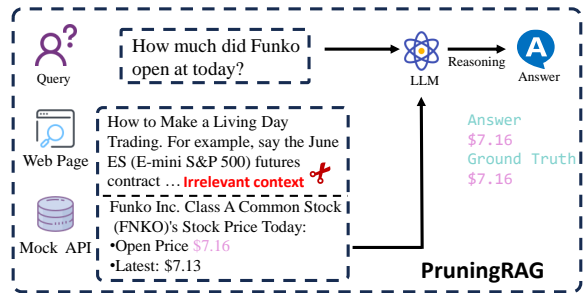 How much did Funko
open at today?
Query
LLM
Reasoning
A
Answer
Web Page
How to Make a Living Day
Trading. For example, say the June
ES (E-mini S&P 500) futures
contract … Irrelevant context
Answer
$7.16
Ground Truth
$7.16
Mock API
Funko Inc. Class A Common Stock
(FNKO)'s Stock Price Today:
•Open Price $7.16
•Latest: $7.13
PruningRAG